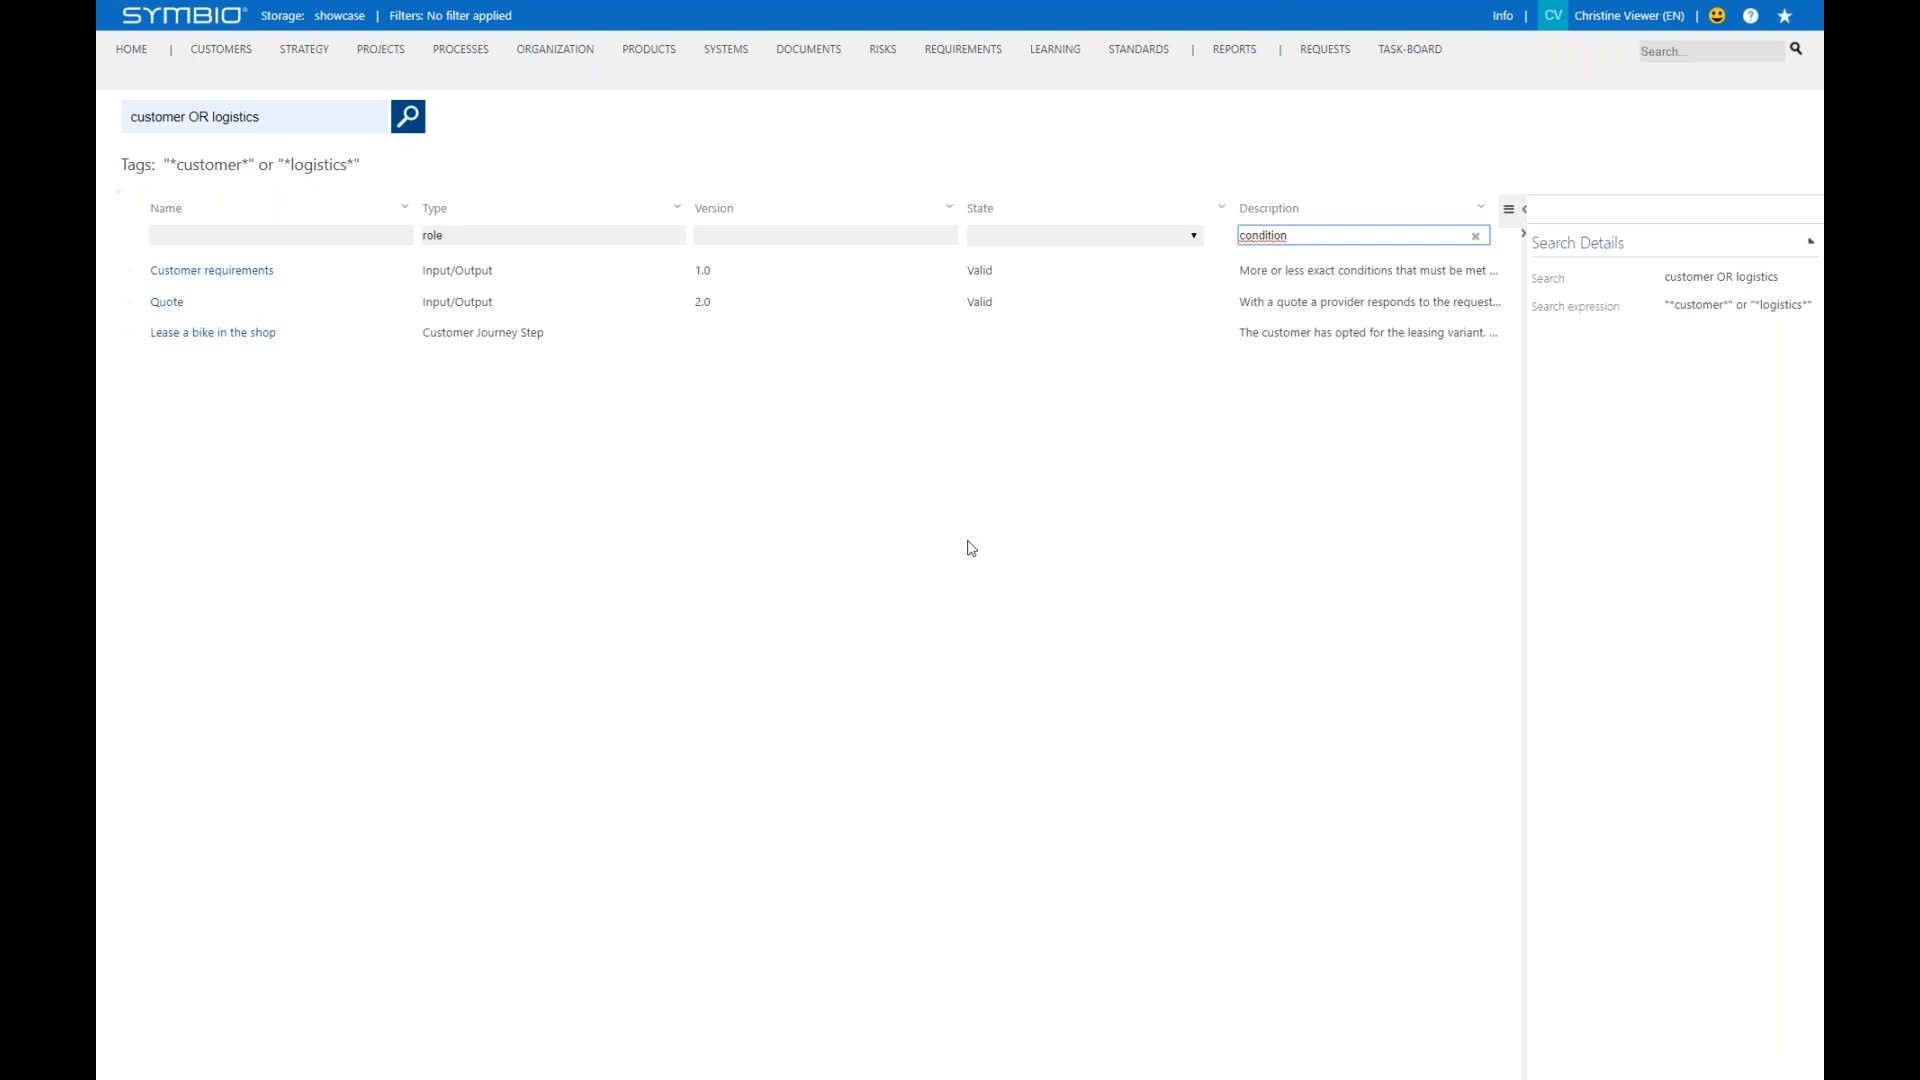 SYMBIO® Storage: showcase | Filters: No filter applied Info | CV Christine Viewer (EN) | ?
HOME | CUSTOMERS STRATEGY PROJECTS PROCESSES ORGANIZATION PRODUCTS SYSTEMS DOCUMENTS RISKS REQUIREMENTS LEARNING STANDARDS | REPORTS | REQUESTS TASK-BOARD Search...
customer OR logistics
Tags: "*customer*" or "*logistics*"
Name Type Version State Description
role condition
Search Details
Customer requirements Input/Output 1.0 Valid More or less exact conditions that must be met ...
Search customer OR logistics
Quote Input/Output 2.0 Valid With a quote a provider responds to the request...
Search expression "*customer*" or "*logistics*"
Lease a bike in the shop Customer Journey Step The customer has opted for the leasing variant. ...